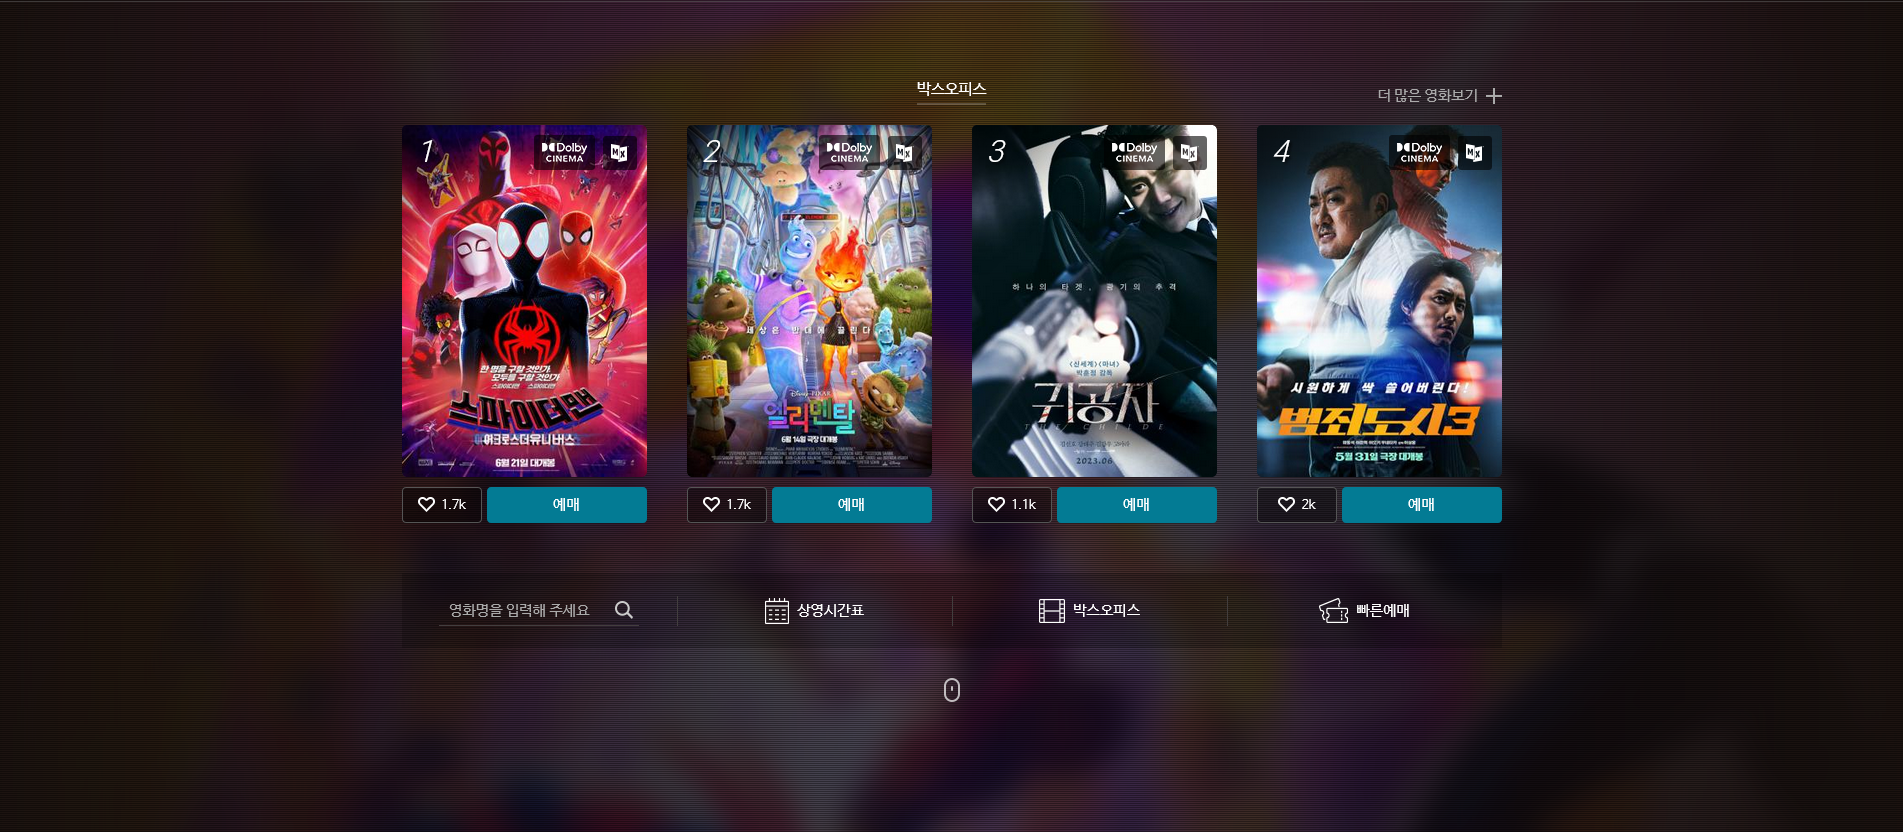 박스오피스
더 많은 영화보기
1
Dolby
CINEMA
MX
한 명을 구할 것인가
모두를 구할 것인가
스파이더맨
어크로스 더 유니버스
6월 21일 대개봉
1.7k
예매
2
Dolby
CINEMA
MX
세상은 반대에 끌린다
Disney PIXAR
엘리멘탈
6월 14일 극장 대개봉
1.7k
예매
3
Dolby
CINEMA
MX
하나의 타겟, 광기의 추격
<신세계><마녀>
박훈정 감독
귀공자
THE CHILDE
2023.06
1.1k
예매
4
Dolby
CINEMA
MX
시원하게 싹 쓸어버린다!
범죄도시3
5월 31일 극장 대개봉
2k
예매
영화명을 입력해 주세요
상영시간표
박스오피스
빠른예매